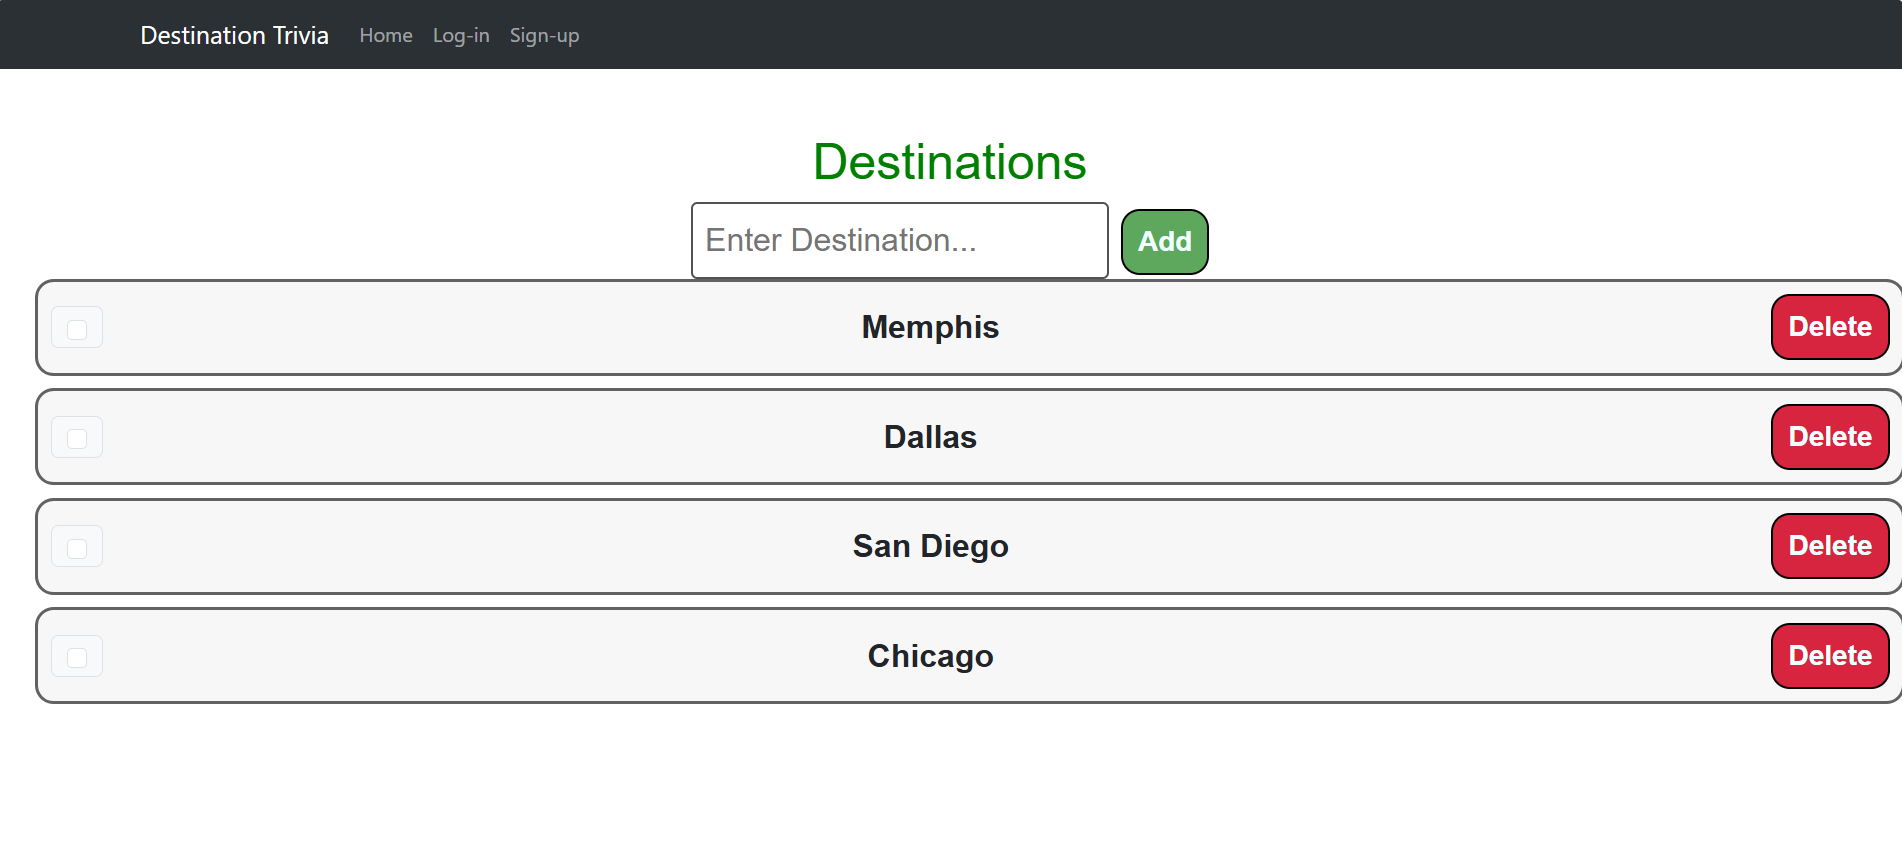 Destination Trivia Home Log-in Sign-up
Destinations
Enter Destination... Add
Memphis Delete
Dallas Delete
San Diego Delete
Chicago Delete